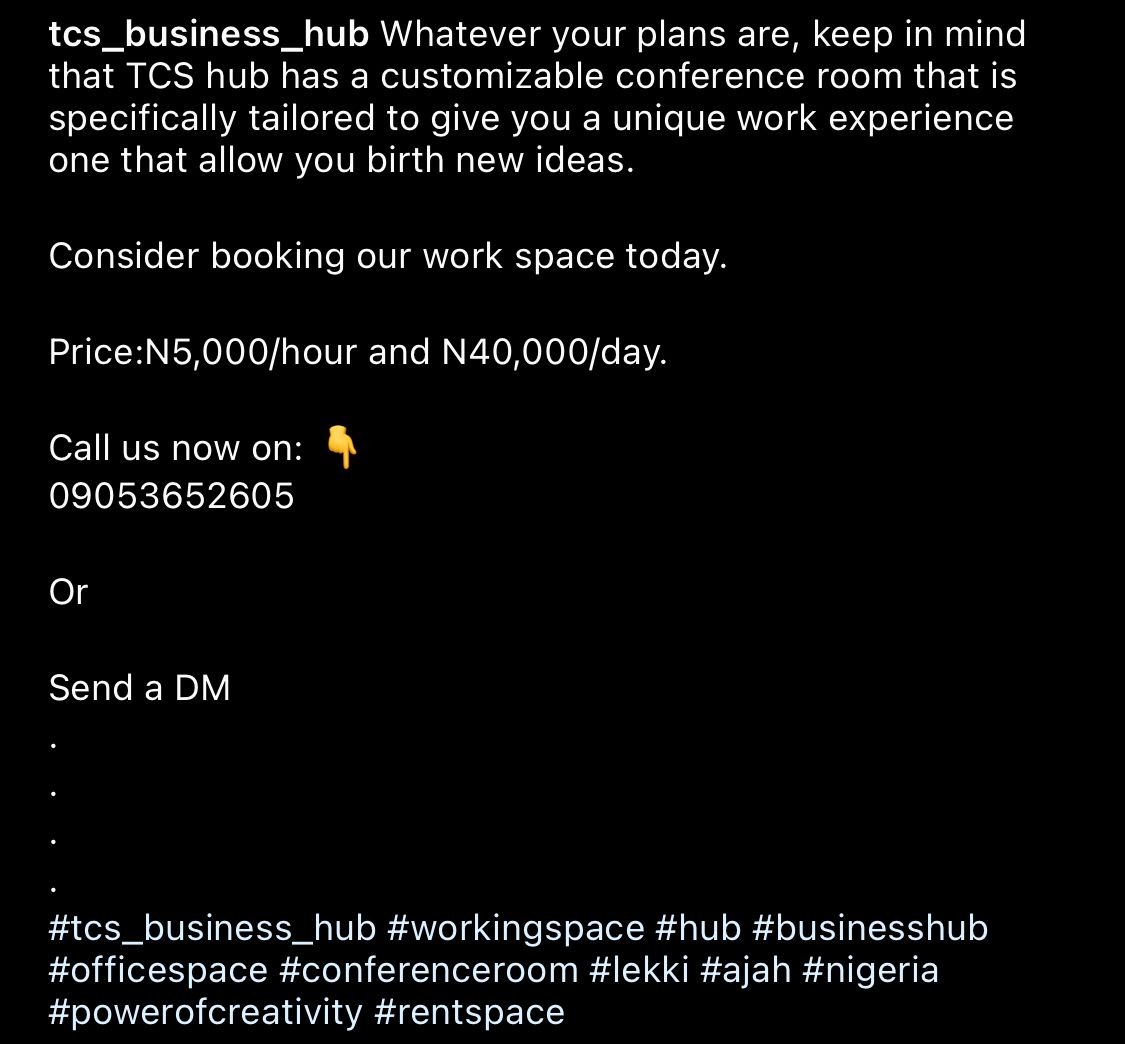 tcs_business_hub Whatever your plans are, keep in mind
that TCS hub has a customizable conference room that is
specifically tailored to give you a unique work experience
one that allow you birth new ideas.
Consider booking our work space today.
Price:N5,000/hour and N40,000/day.
Call us now on: 👇
09053652605
Or
Send a DM
.
.
.
.
#tcs_business_hub #workingspace #hub #businesshub
#officespace #conferenceroom #lekki #ajah #nigeria
#powerofcreativity #rentspace